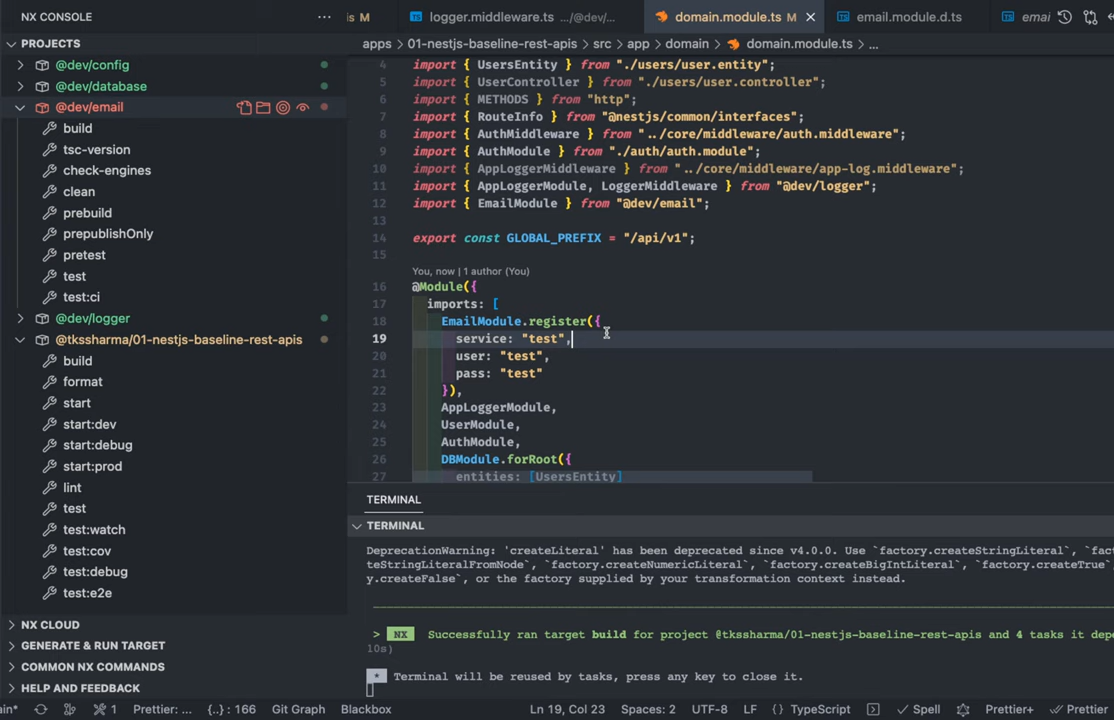 NX CONSOLE
PROJECTS
@dev/config
@dev/database
@dev/email
build
tsc-version
check-engines
clean
prebuild
prepublishOnly
pretest
test
test:ci
@dev/logger
@tkssharma/01-nestjs-baseline-rest-apis
build
format
start
start:dev
start:debug
start:prod
lint
test
test:watch
test:cov
test:debug
test:e2e
NX CLOUD
GENERATE & RUN TARGET
COMMON NX COMMANDS
HELP AND FEEDBACK
M logger.middleware.ts .../@dev/... domain.module.ts M email.module.d.ts emai
apps 01-nestjs-baseline-rest-apis src app domain domain.module.ts ...
4 import { UsersEntity } from "./users/user.entity";
5 import { UserController } from "./users/user.controller";
6 import { METHODS } from "http";
7 import { RouteInfo } from "@nestjs/common/interfaces";
8 import { AuthMiddleware } from "../core/middleware/auth.middleware";
9 import { AuthModule } from "./auth/auth.module";
10 import { AppLoggerMiddleware } from "../core/middleware/app-log.middleware";
11 import { AppLoggerModule, LoggerMiddleware } from "@dev/logger";
12 import { EmailModule } from "@dev/email";
13
14 export const GLOBAL_PREFIX = "/api/v1";
15
You, now | 1 author (You)
16 @Module({
17 imports: [
18 EmailModule.register({
19 service: "test",
20 user: "test",
21 pass: "test"
22 }),
23 AppLoggerModule,
24 UserModule,
25 AuthModule,
26 DBModule.forRoot({
27 entities: [UsersEntity]
TERMINAL
TERMINAL
DeprecationWarning: 'createLiteral' has been deprecated since v4.0.0. Use `factory.createStringLiteral`,
teStringLiteralFromNode`, `factory.createNumericLiteral`, `factory.createBigIntLiteral`, `factory.createTrue`
y.createFalse`, or the factory supplied by your transformation context instead.
> NX Successfully ran target build for project @tkssharma/01-nestjs-baseline-rest-apis and 4 tasks it
10s)
* Terminal will be reused by tasks, press any key to close it.
1 Prettier: ... {..} : 166 Git Graph Blackbox Ln 19, Col 23 Spaces: 2 UTF-8 LF {} TypeScript Spell Prettier+ Prettier